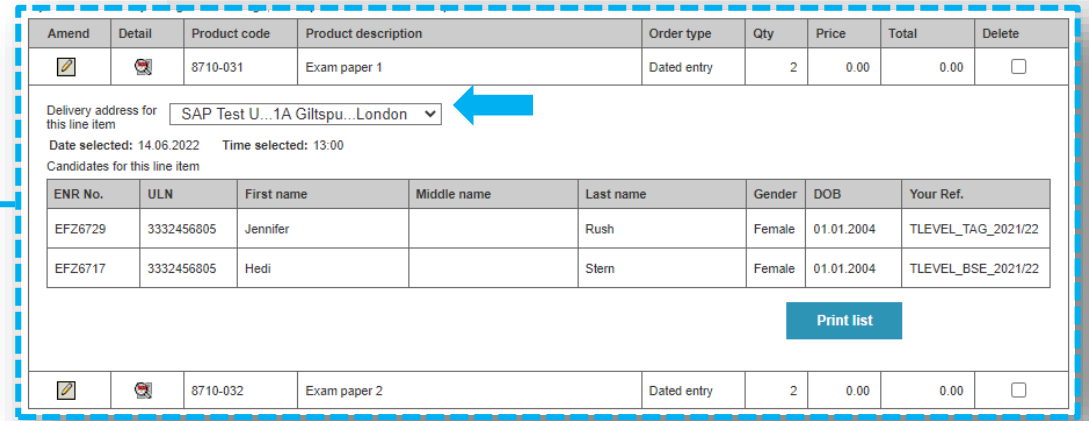 Amend Detail Product code Product description Order type Qty Price Total Delete
8710-031 Exam paper 1 Dated entry 2 0.00 0.00
Delivery address for
this line item
SAP Test U...1A Giltspu...London
Date selected: 14.06.2022 Time selected: 13:00
Candidates for this line item
ENR No. ULN First name Middle name Last name Gender DOB Your Ref.
EFZ6729 3332456805 Jennifer Rush Female 01.01.2004 TLEVEL_TAG_2021/22
EFZ6717 3332456805 Hedi Stern Female 01.01.2004 TLEVEL_BSE_2021/22
Print list
8710-032 Exam paper 2 Dated entry 2 0.00 0.00